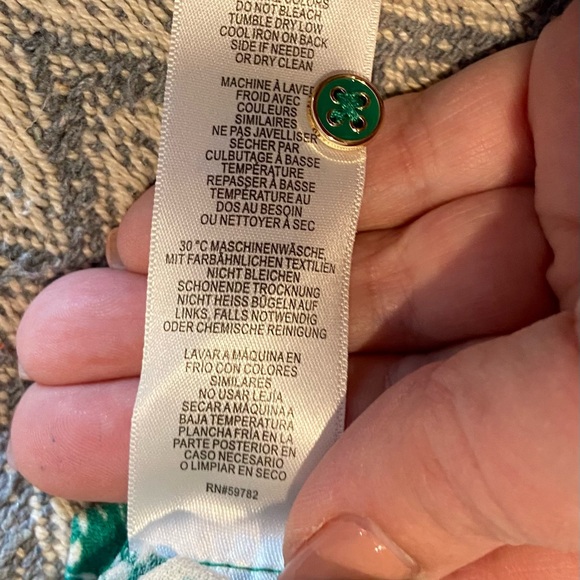 COLORS
DO NOT BLEACH
TUMBLE DRY LOW
COOL IRON ON BACK
SIDE IF NEEDED
OR DRY CLEAN
MACHINE À LAVER
FROID AVEC
COULEURS
SIMILAIRES
NE PAS JAVELLISER
SÉCHER PAR
CULBUTAGE À BASSE
TEMPÉRATURE
REPASSER À BASSE
TEMPÉRATURE AU
DOS AU BESOIN
OU NETTOYER À SEC
30 °C MASCHINENWÄSCHE,
MIT FARBÄHNLICHEN TEXTILIEN
NICHT BLEICHEN
SCHONENDE TROCKNUNG
NICHT HEISS BÜGELN AUF
LINKS, FALLS NOTWENDIG
ODER CHEMISCHE REINIGUNG
LAVAR A MÁQUINA EN
FRÍO CON COLORES
SIMILARES
NO USAR LEJÍA
SECAR A MÁQUINA A
BAJA TEMPERATURA
PLANCHA FRÍA EN LA
PARTE POSTERIOR EN
CASO NECESARIO
O LIMPIAR EN SECO
RN#59782